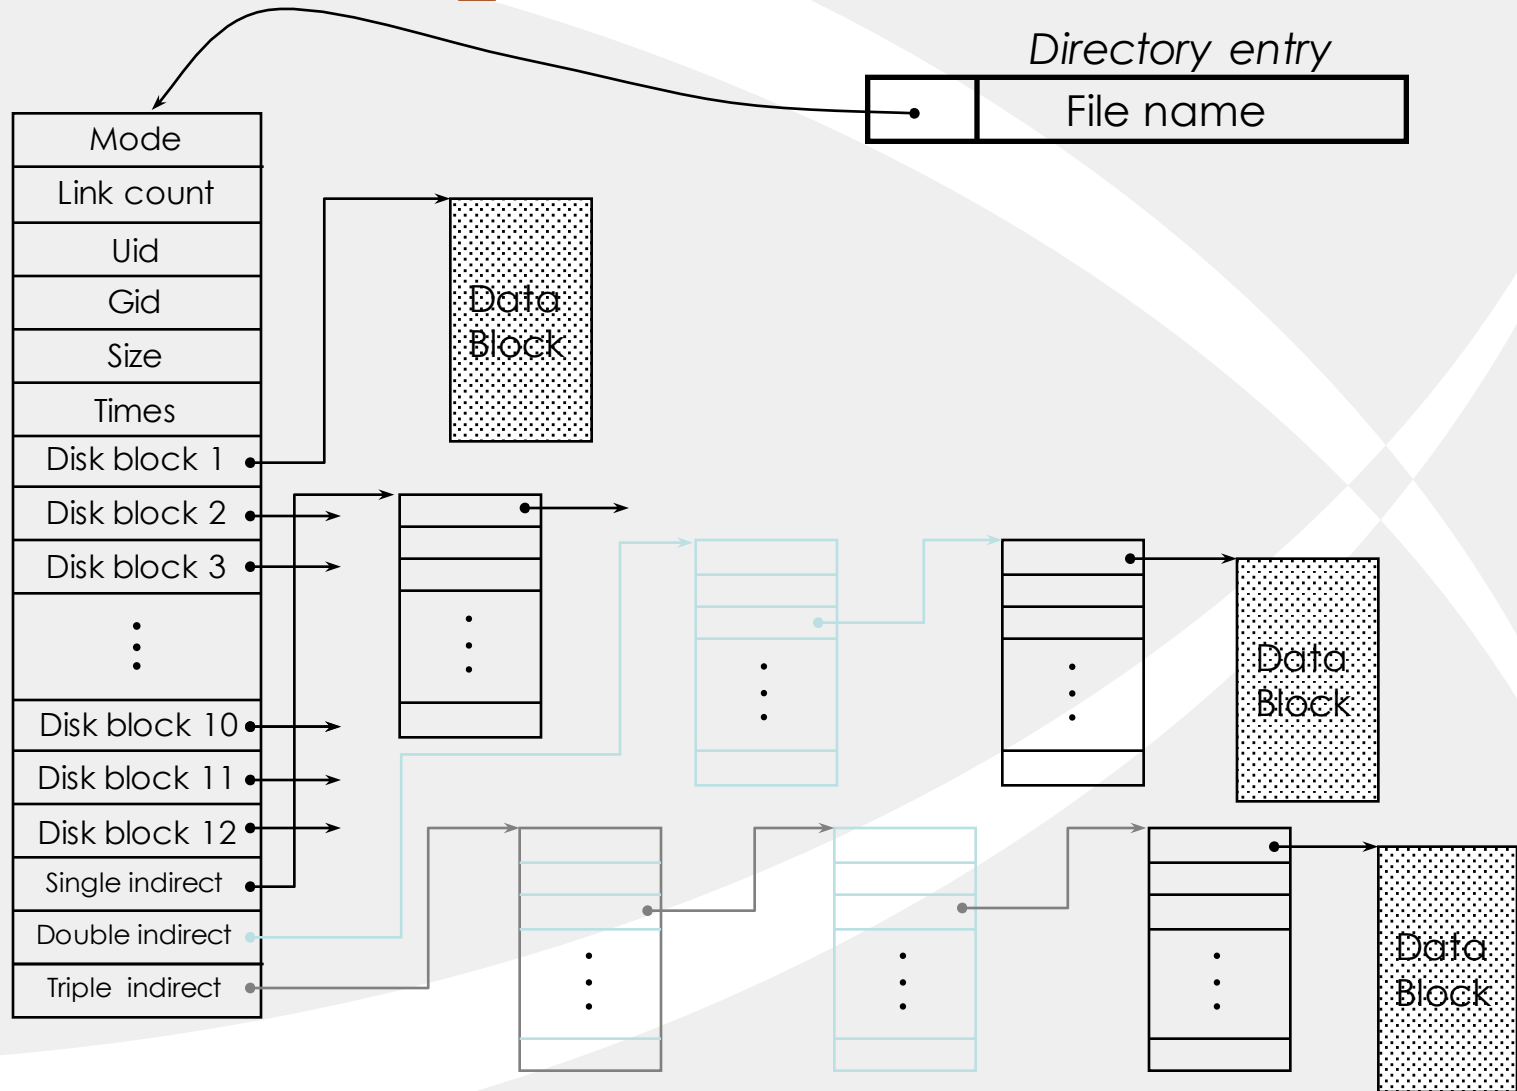 Directory entry
File name
Mode
Link count
Uid
Gid
Size
Times
Disk block 1
Disk block 2
Disk block 3
Disk block 10
Disk block 11
Disk block 12
Single indirect
Double indirect
Triple indirect
Data
Block
Data
Block
Data
Block